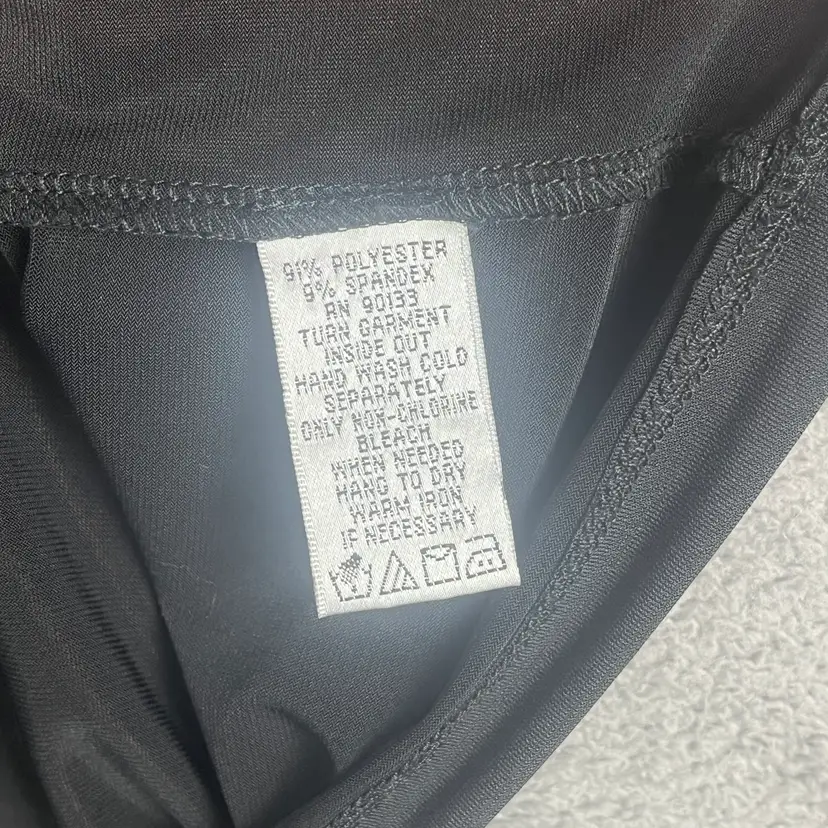 91% POLYESTER
9% SPANDEX
RN 90133
TURN GARMENT
INSIDE OUT
HAND WASH COLD
SEPARATELY
ONLY NON-CHLORINE
BLEACH
WHEN NEEDED
HANG TO DRY
WARM IRON
IF NECESSARY